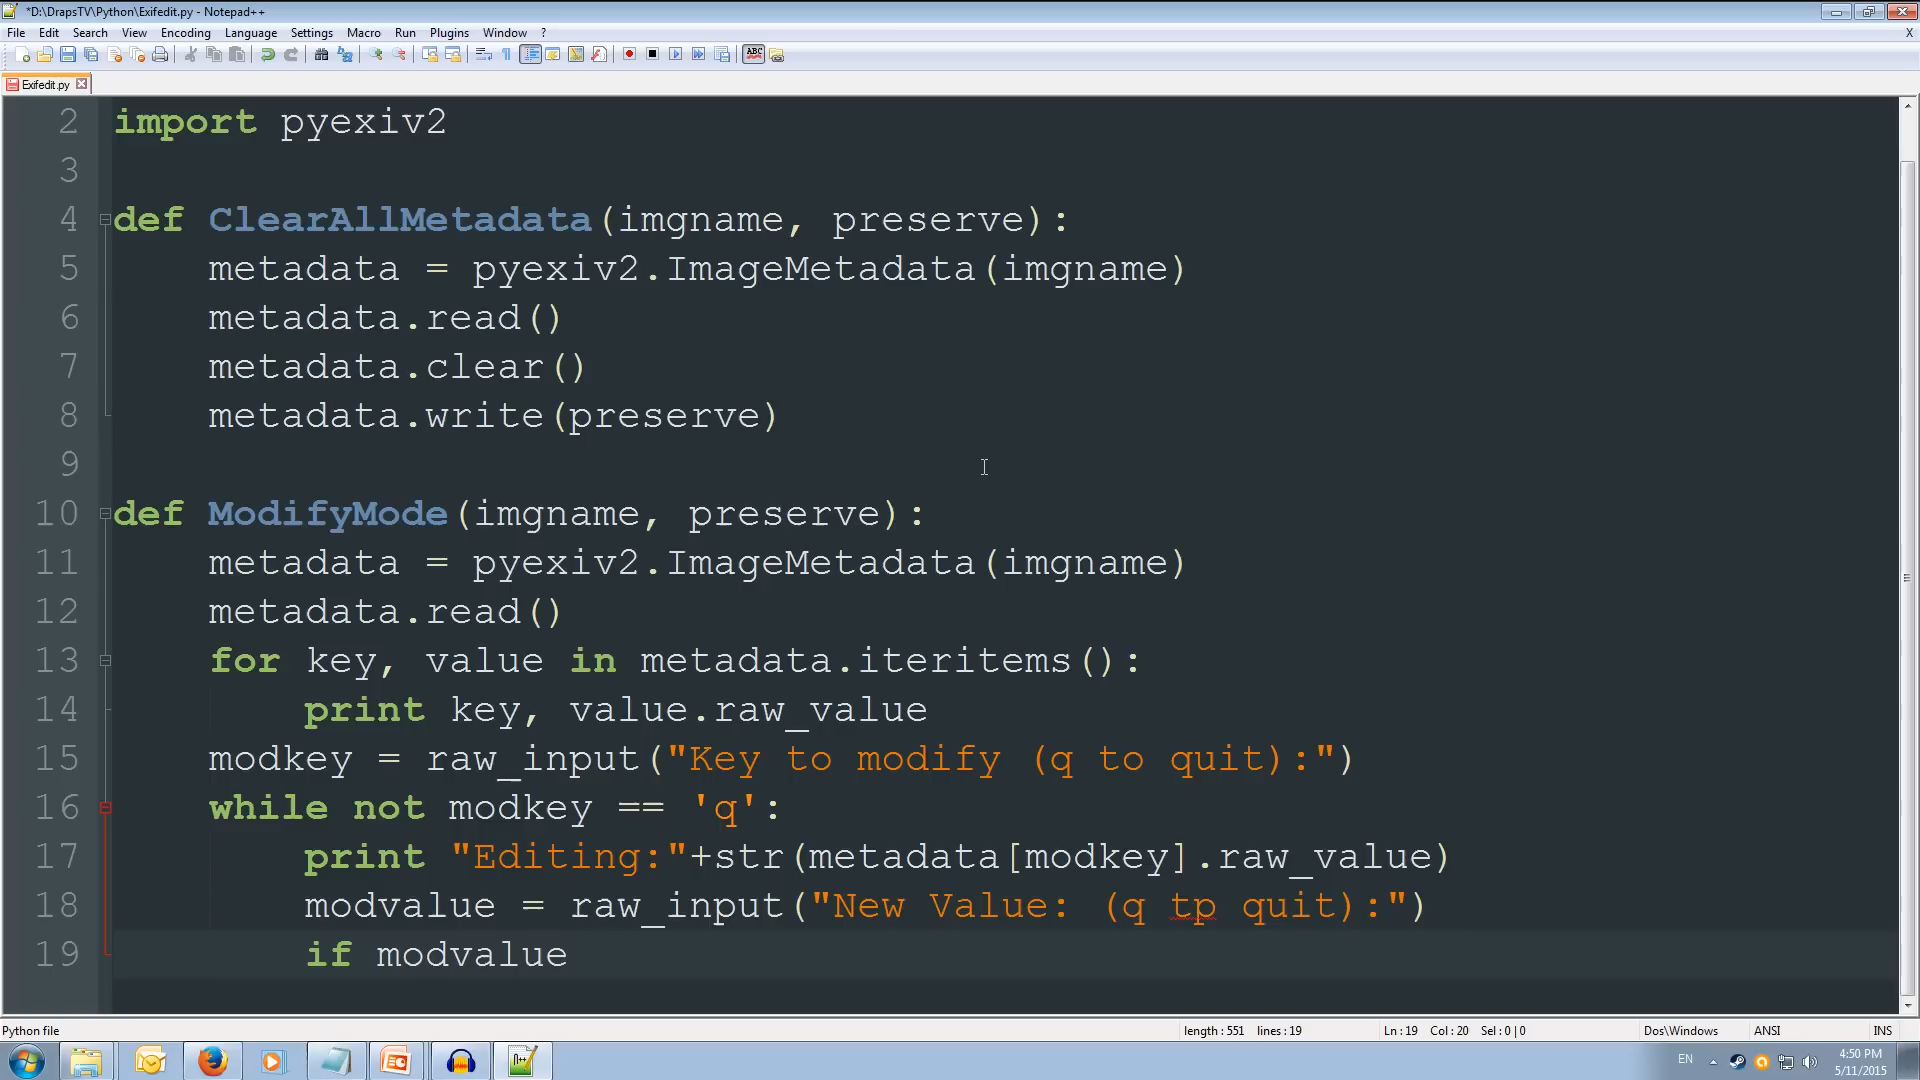 *D:\DrapsTV\Python\Exifedit.py - Notepad++
File Edit Search View Encoding Language Settings Macro Run Plugins Window ? X
ABC
Exifedit.py
2 import pyexiv2
3
4 def ClearAllMetadata(imgname, preserve):
5 metadata = pyexiv2.ImageMetadata(imgname)
6 metadata.read()
7 metadata.clear()
8 metadata.write(preserve)
9
10 def ModifyMode(imgname, preserve):
11 metadata = pyexiv2.ImageMetadata(imgname)
12 metadata.read()
13 for key, value in metadata.iteritems():
14 print key, value.raw_value
15 modkey = raw_input("Key to modify (q to quit):")
16 while not modkey == 'q':
17 print "Editing:"+str(metadata[modkey].raw_value)
18 modvalue = raw_input("New Value: (q tp quit):")
19 if modvalue
Python file length : 551 lines : 19 Ln : 19 Col : 20 Sel : 0 | 0 Dos\Windows ANSI INS
EN 4:50 PM
5/11/2015